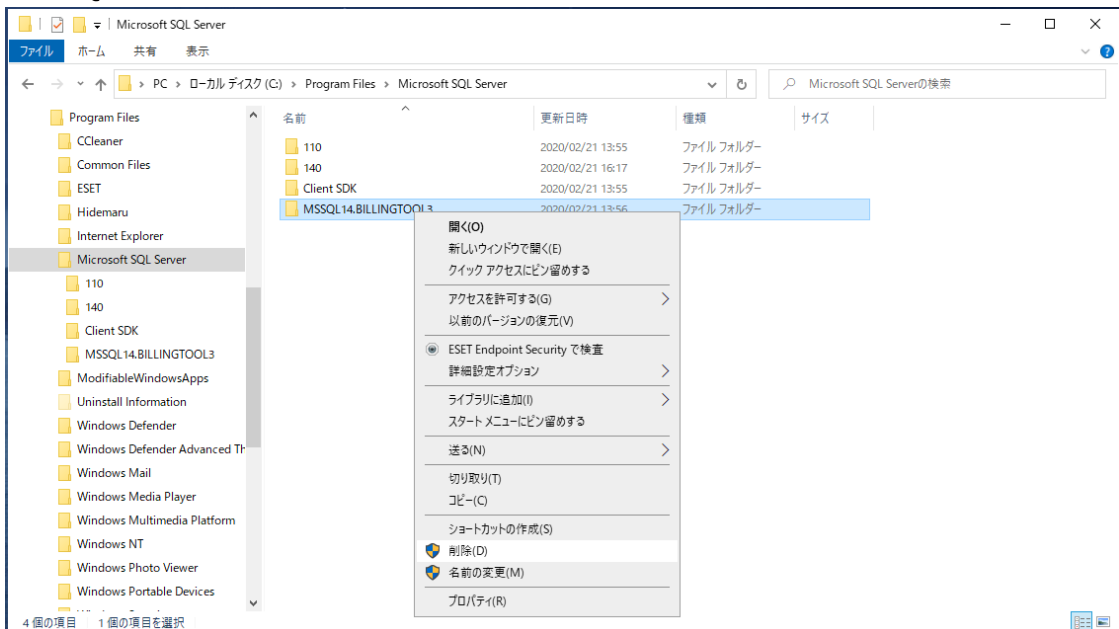 Microsoft SQL Server
ファイル ホーム 共有 表示
PC › ローカル ディスク (C:) › Program Files › Microsoft SQL Server
Microsoft SQL Serverの検索
Program Files
CCleaner
Common Files
ESET
Hidemaru
Internet Explorer
Microsoft SQL Server
110
140
Client SDK
MSSQL14.BILLINGTOOL3
ModifiableWindowsApps
Uninstall Information
Windows Defender
Windows Defender Advanced Th
Windows Mail
Windows Media Player
Windows Multimedia Platform
Windows NT
Windows Photo Viewer
Windows Portable Devices
名前 更新日時 種類 サイズ
110 2020/02/21 13:55 ファイル フォルダー
140 2020/02/21 16:17 ファイル フォルダー
Client SDK 2020/02/21 13:55 ファイル フォルダー
MSSQL14.BILLINGTOOL3 2020/02/21 13:56 ファイル フォルダー
開く(O)
新しいウィンドウで開く(E)
クイック アクセスにピン留めする
アクセスを許可する(G)
以前のバージョンの復元(V)
ESET Endpoint Security で検査
詳細設定オプション
ライブラリに追加(I)
スタート メニューにピン留めする
送る(N)
切り取り(T)
コピー(C)
ショートカットの作成(S)
削除(D)
名前の変更(M)
プロパティ(R)
4 個の項目 1 個の項目を選択